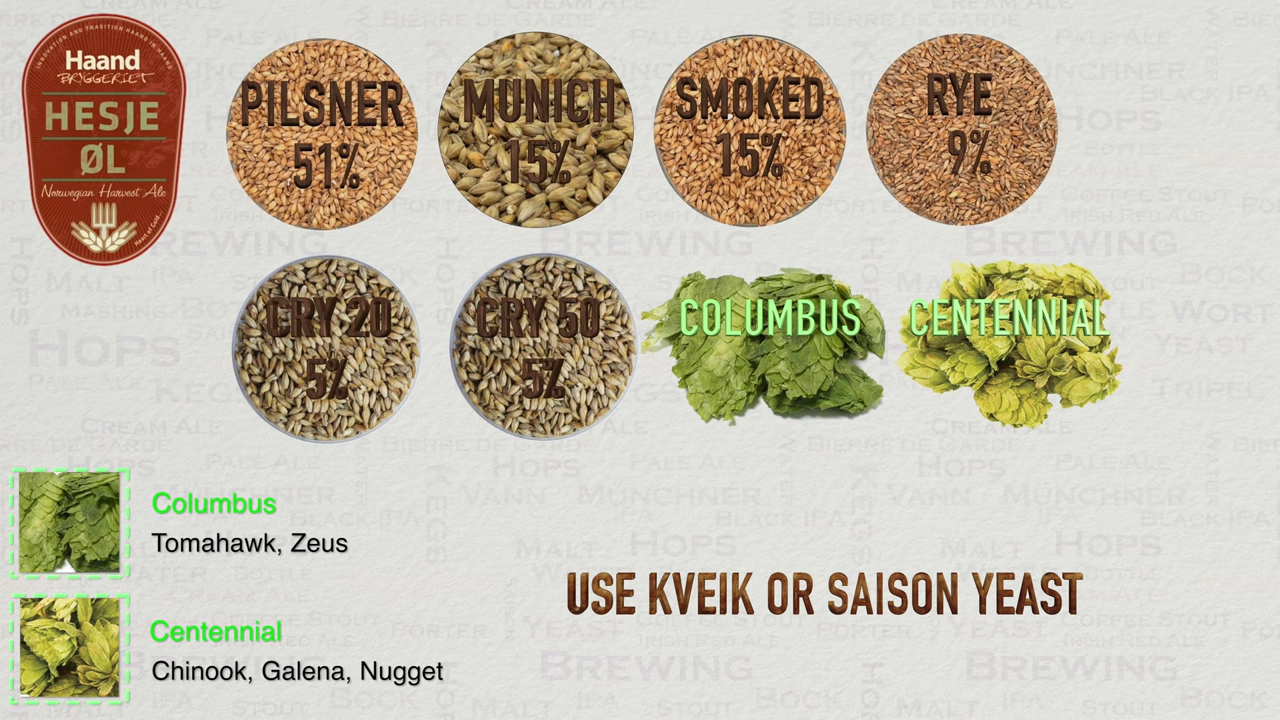 INNOVATION AND TRADITION HAAND IN HAAND
Haand
BRYGGERIET
HESJE
ØL
Norwegian Harvest Ale
PILSNER
51%
MUNICH
15%
SMOKED
15%
RYE
9%
CRY 20
5%
CRY 50
5%
COLUMBUS
CENTENNIAL
Columbus
Tomahawk, Zeus
Centennial
Chinook, Galena, Nugget
USE KVEIK OR SAISON YEAST